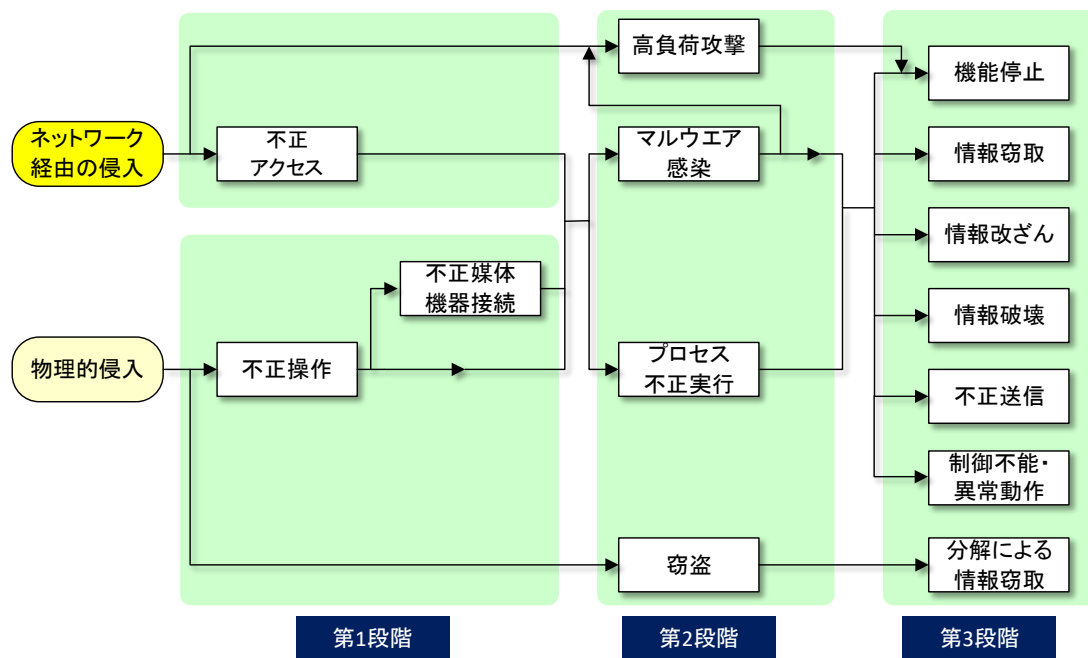 ネットワーク
経由の侵入
物理的侵入
不正
アクセス
不正媒体
機器接続
不正操作
高負荷攻撃
マルウエア
感染
プロセス
不正実行
窃盗
機能停止
情報窃取
情報改ざん
情報破壊
不正送信
制御不能・
異常動作
分解による
情報窃取
第1段階
第2段階
第3段階